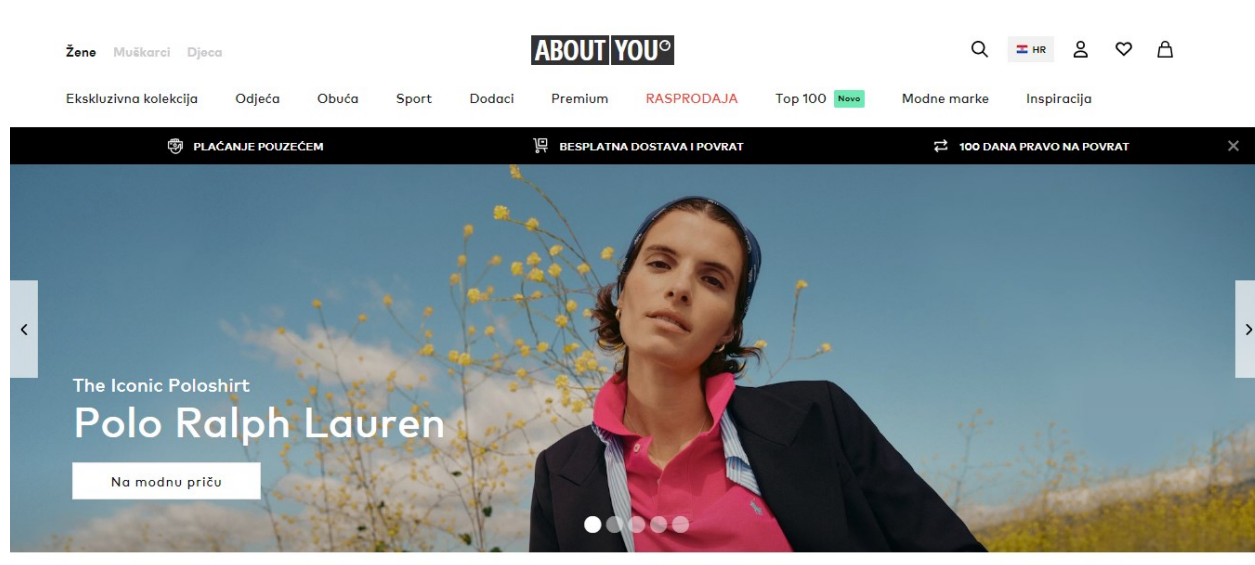 Žene Muškarci Djeca
ABOUT YOU°
HR
Ekskluzivna kolekcija Odjeća Obuća Sport Dodaci Premium RASPRODAJA Top 100 Novo Modne marke Inspiracija
PLAĆANJE POUZEĆEM BESPLATNA DOSTAVA I POVRAT 100 DANA PRAVO NA POVRAT
The Iconic Poloshirt
Polo Ralph Lauren
Na modnu priču